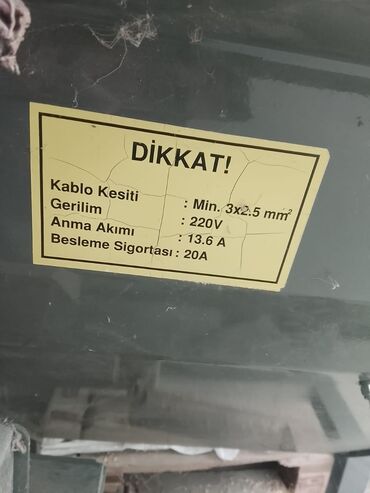 DİKKAT!
Kablo Kesiti : Min. 3x2.5 mm²
Gerilim : 220V
Anma Akımı : 13.6 A
Besleme Sigortası : 20A